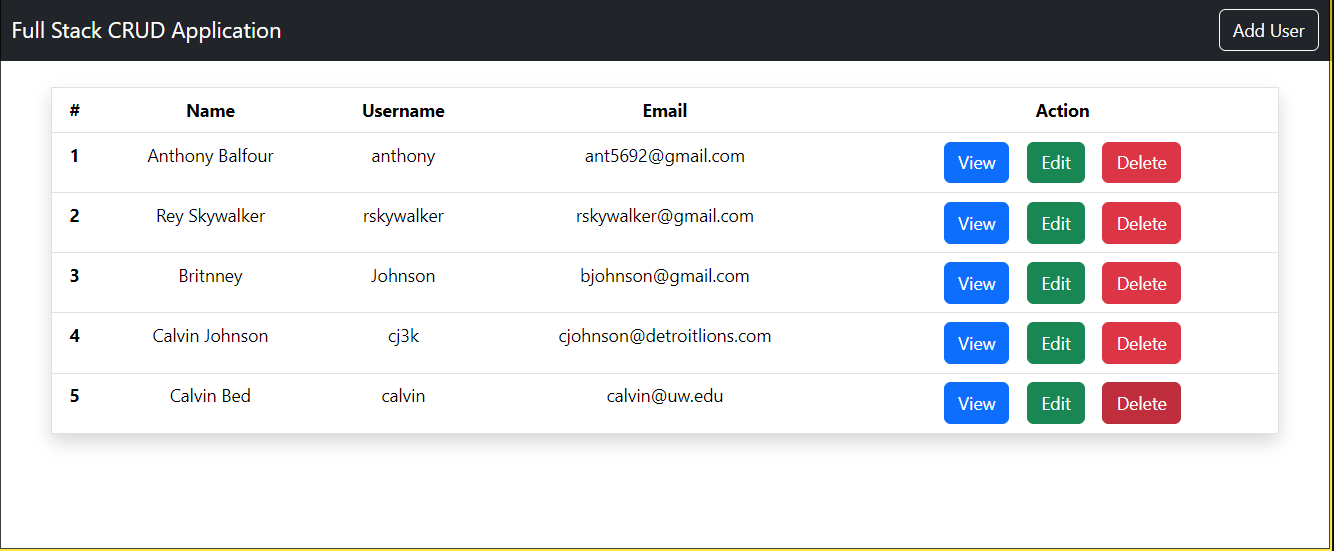 Full Stack CRUD Application Add User
# Name Username Email Action
1 Anthony Balfour anthony ant5692@gmail.com View Edit Delete
2 Rey Skywalker rskywalker rskywalker@gmail.com View Edit Delete
3 Britnney Johnson bjohnson@gmail.com View Edit Delete
4 Calvin Johnson cj3k cjohnson@detroitlions.com View Edit Delete
5 Calvin Bed calvin calvin@uw.edu View Edit Delete